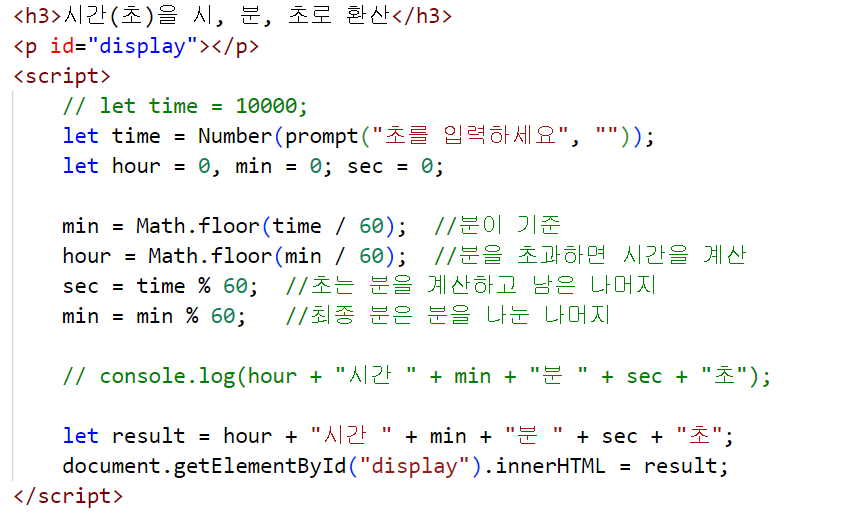 <h3>시간(초)을 시, 분, 초로 환산</h3>
<p id="display"></p>
<script>
// let time = 10000;
let time = Number(prompt("초를 입력하세요", ""));
let hour = 0, min = 0; sec = 0;
min = Math.floor(time / 60);  //분이 기준
hour = Math.floor(min / 60);  //분을 초과하면 시간을 계산
sec = time % 60;  //초는 분을 계산하고 남은 나머지
min = min % 60;   //최종 분은 분을 나눈 나머지
// console.log(hour + "시간 " + min + "분 " + sec + "초");
let result = hour + "시간 " + min + "분 " + sec + "초";
document.getElementById("display").innerHTML = result;
</script>